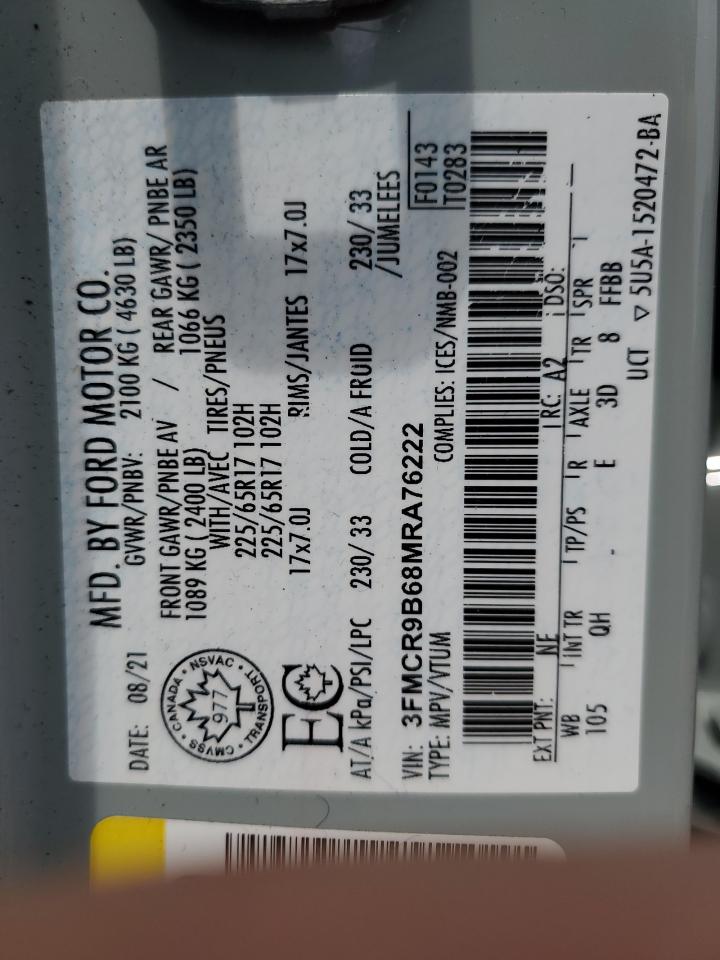 MFD. BY FORD MOTOR CO.
DATE: 08/21 GVWR/PNBV: 2100 KG ( 4630 LB)
FRONT GAWR/PNBE AV / REAR GAWR/ PNBE AR
1089 KG ( 2400 LB) 1066 KG ( 2350 LB)
WITH/AVEC TIRES/PNEUS
225/65R17 102H
225/65R17 102H
17x7.0J RIMS/JANTES 17x7.0J
CANADA • NSVAC • TRANSPORT • CMVSS •
977
EC
AT/A kPa/PSI/LPC 230/ 33 COLD/A FRUID 230/ 33
/JUMELEES
VIN: 3FMCR9B68MRA76222
F0143
TYPE: MPV/VTUM COMPLIES: ICES/NMB-002 T0283
EXT PNT: NE RC: A2 DSO:
WB INT TR TP/PS R AXLE TR SPR
105 QH - E 3D 8 FFBB
UCT ▽ 5U5A-1520472-BA